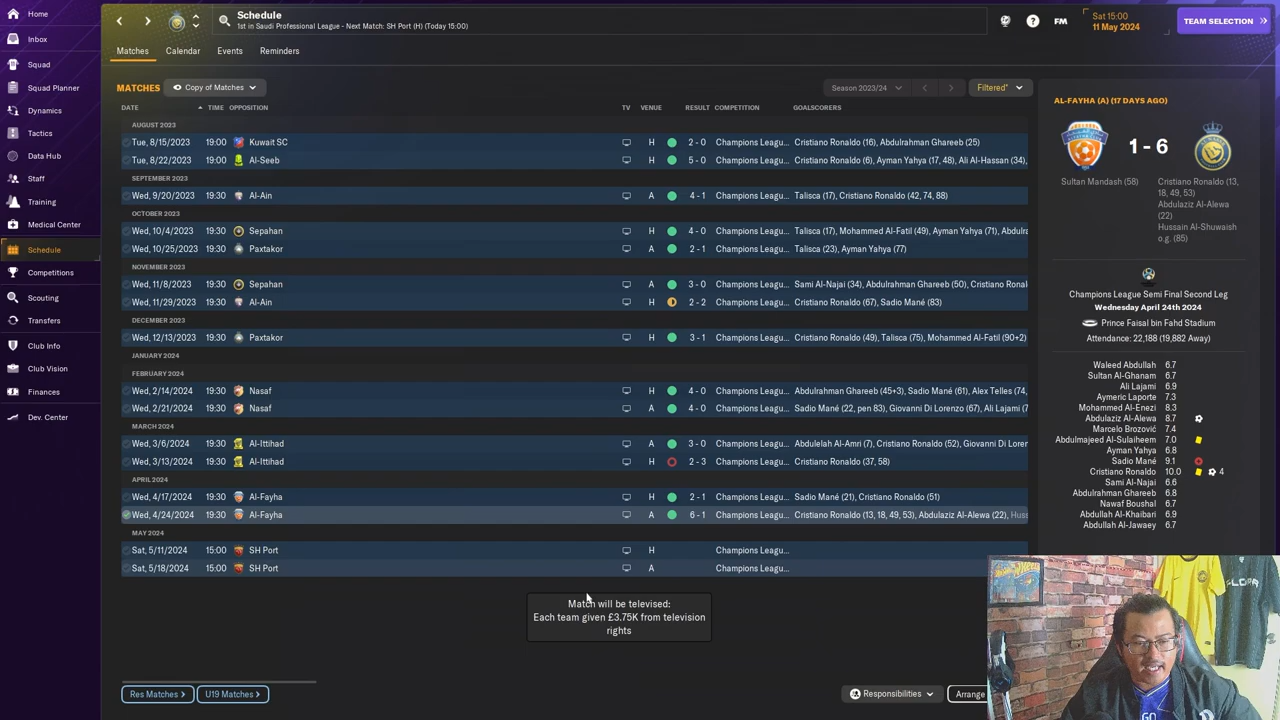 Home
Inbox
Squad
Squad Planner
Dynamics
Tactics
Data Hub
Staff
Training
Medical Center
Schedule
Competitions
Scouting
Transfers
Club Info
Club Vision
Finances
Dev. Center
Schedule
1st in Saudi Professional League - Next Match: SH Port (H) (Today 15:00)
FM
Sat 15:00
11 May 2024
TEAM SELECTION
Matches Calendar Events Reminders
MATCHES Copy of Matches Season 2023/24 Filtered*
DATE TIME OPPOSITION TV VENUE RESULT COMPETITION GOALSCORERS
AUGUST 2023
Tue, 8/15/2023 19:00 Kuwait SC H 2 - 0 Champions Leagu... Cristiano Ronaldo (16), Abdulrahman Ghareeb (25)
Tue, 8/22/2023 19:00 Al-Seeb H 5 - 0 Champions Leagu... Cristiano Ronaldo (6), Ayman Yahya (17, 48), Ali Al-Hassan (34),
SEPTEMBER 2023
Wed, 9/20/2023 19:30 Al-Ain A 4 - 1 Champions Leagu... Talisca (17), Cristiano Ronaldo (42, 74, 88)
OCTOBER 2023
Wed, 10/4/2023 19:30 Sepahan H 4 - 0 Champions Leagu... Talisca (17), Mohammed Al-Fatil (49), Ayman Yahya (71), Abdulra
Wed, 10/25/2023 19:30 Paxtakor A 2 - 1 Champions Leagu... Talisca (23), Ayman Yahya (77)
NOVEMBER 2023
Wed, 11/8/2023 19:30 Sepahan A 3 - 0 Champions Leagu... Sami Al-Najai (34), Abdulrahman Ghareeb (50), Cristiano Ronal
Wed, 11/29/2023 19:30 Al-Ain H 2 - 2 Champions Leagu... Cristiano Ronaldo (67), Sadio Mané (83)
DECEMBER 2023
Wed, 12/13/2023 19:30 Paxtakor A 3 - 1 Champions Leagu... Cristiano Ronaldo (49), Talisca (75), Mohammed Al-Fatil (90+2)
JANUARY 2024
FEBRUARY 2024
Wed, 2/14/2024 19:30 Nasaf H 4 - 0 Champions Leagu... Abdulrahman Ghareeb (45+3), Sadio Mané (61), Alex Telles (74,
Wed, 2/21/2024 19:30 Nasaf A 4 - 0 Champions Leagu... Sadio Mané (22, pen 83), Giovanni Di Lorenzo (67), Ali Lajami (7
MARCH 2024
Wed, 3/6/2024 19:30 Al-Ittihad A 3 - 0 Champions Leagu... Abdulelah Al-Amri (7), Cristiano Ronaldo (52), Giovanni Di Loren
Wed, 3/13/2024 19:30 Al-Ittihad H 2 - 3 Champions Leagu... Cristiano Ronaldo (37, 58)
APRIL 2024
Wed, 4/17/2024 19:30 Al-Fayha H 2 - 1 Champions Leagu... Sadio Mané (21), Cristiano Ronaldo (51)
Wed, 4/24/2024 19:30 Al-Fayha A 6 - 1 Champions Leagu... Cristiano Ronaldo (13, 18, 49, 53), Abdulaziz Al-Alewa (22), Huss
MAY 2024
Sat, 5/11/2024 15:00 SH Port H Champions Leagu...
Sat, 5/18/2024 15:00 SH Port A Champions Leagu...
Match will be televised:
Each team given £3.75K from television
rights
Res Matches
U19 Matches
Responsibilities
Arrange
AL-FAYHA (A) (17 DAYS AGO)
1 - 6
Sultan Mandash (58)
Cristiano Ronaldo (13,
18, 49, 53)
Abdulaziz Al-Alewa
(22)
Hussain Al-Shuwaish
o.g. (85)
Champions League Semi Final Second Leg
Wednesday April 24th 2024
Prince Faisal bin Fahd Stadium
Attendance: 22,188 (19,882 Away)
Waleed Abdullah 6.7
Sultan Al-Ghanam 6.7
Ali Lajami 6.9
Aymeric Laporte 7.3
Mohammed Al-Enezi 8.3
Abdulaziz Al-Alewa 8.7
Marcelo Brozović 7.4
Abdulmajeed Al-Sulaiheem 7.0
Ayman Yahya 6.8
Sadio Mané 9.1
Cristiano Ronaldo 10.0 4
Sami Al-Najai 6.6
Abdulrahman Ghareeb 6.8
Nawaf Boushal 6.7
Abdullah Al-Khaibari 6.9
Abdullah Al-Jawaey 6.7